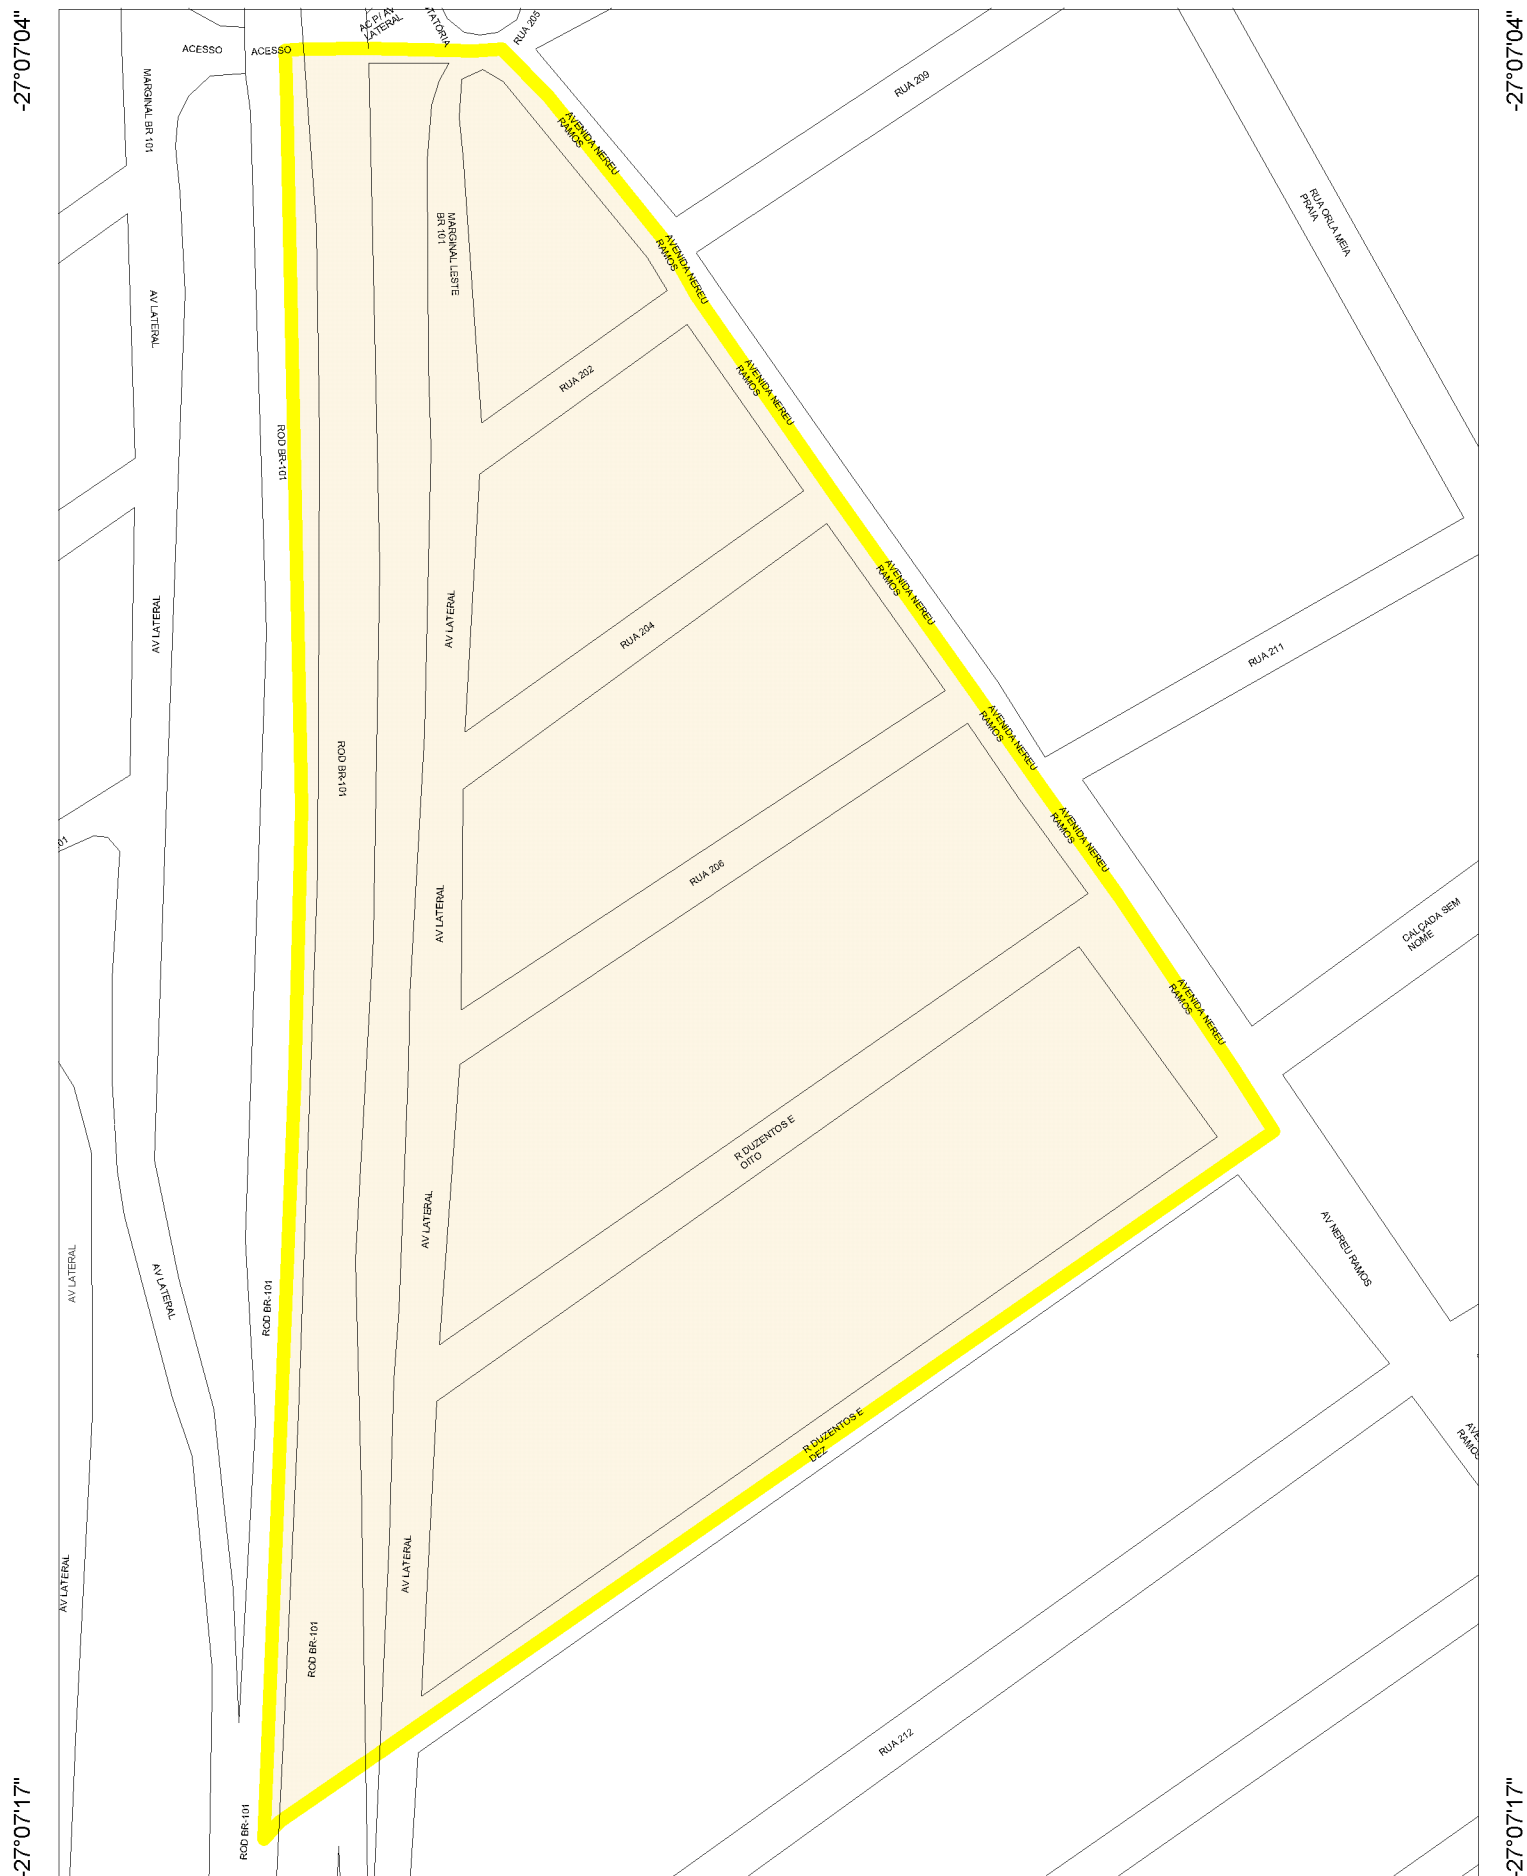 -27°07'04"
-27°07'04"
AC P/ AV
LATERAL
RUA 205
ACESSO
ACESSO
MARGINAL BR 101
RUA 209
AVENIDA NEREU
RAMOS
RUA ORLA MEIA
PRAIA
MARGINAL LESTE
BR 101
AVENIDA NEREU
RAMOS
AV LATERAL
RUA 202
AVENIDA NEREU
RAMOS
ROD BR-101
AV LATERAL
AV LATERAL
RUA 204
AVENIDA NEREU
RAMOS
RUA 211
ROD BR-101
AVENIDA NEREU
RAMOS
AVENIDA NEREU
RAMOS
RUA 206
AV LATERAL
CALÇADA SEM
NOME
AVENIDA NEREU
RAMOS
R DUZENTOS E
OITO
AV LATERAL
AV LATERAL
AV LATERAL
ROD BR-101
AV NEREU RAMOS
R DUZENTOS E
DEZ
AV LATERAL
AV LATERAL
ROD BR-101
RUA 212
ROD BR-101
-27°07'17"
-27°07'17"